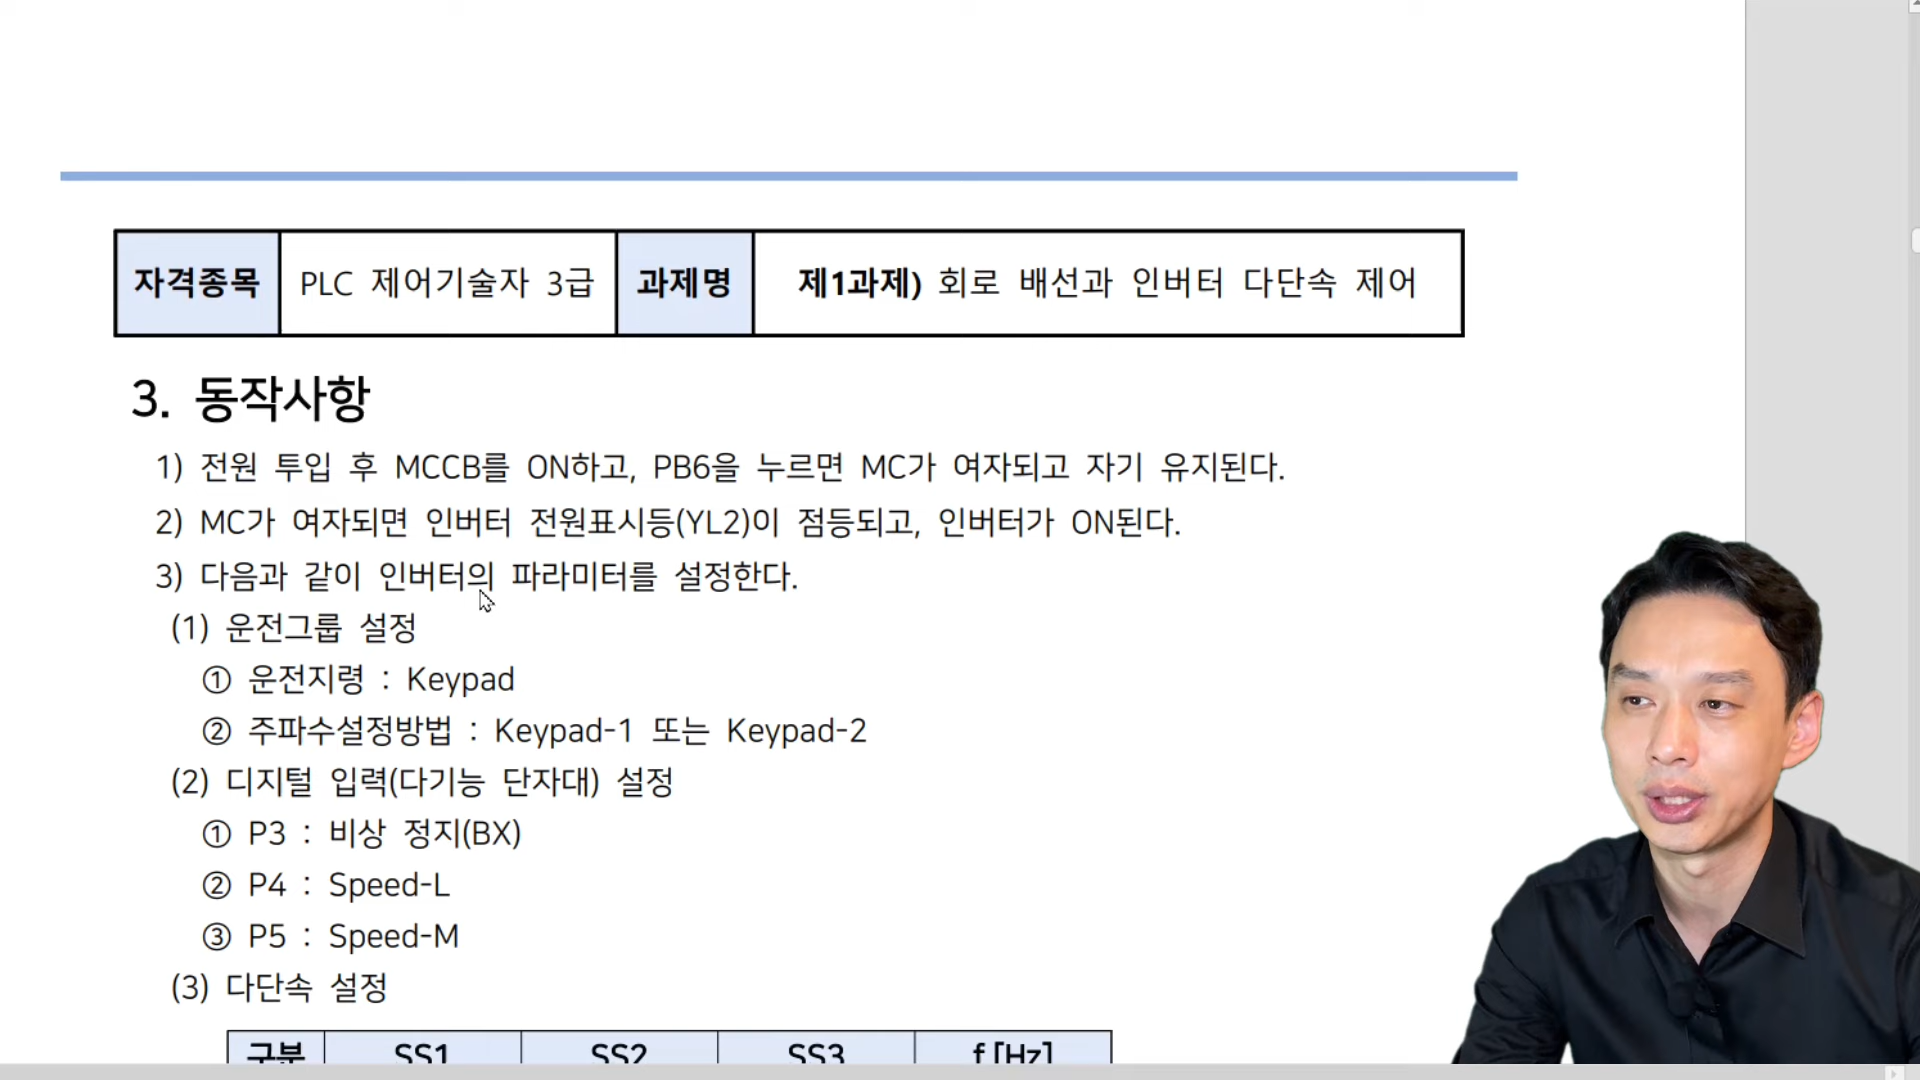 자격종목 PLC 제어기술자 3급 과제명 제1과제) 회로 배선과 인버터 다단속 제어
3. 동작사항
1) 전원 투입 후 MCCB를 ON하고, PB6을 누르면 MC가 여자되고 자기 유지된다.
2) MC가 여자되면 인버터 전원표시등(YL2)이 점등되고, 인버터가 ON된다.
3) 다음과 같이 인버터의 파라미터를 설정한다.
(1) 운전그룹 설정
① 운전지령 : Keypad
② 주파수설정방법 : Keypad-1 또는 Keypad-2
(2) 디지털 입력(다기능 단자대) 설정
① P3 : 비상 정지(BX)
② P4 : Speed-L
③ P5 : Speed-M
(3) 다단속 설정
구분 SS1 SS2 SS3 f [Hz]